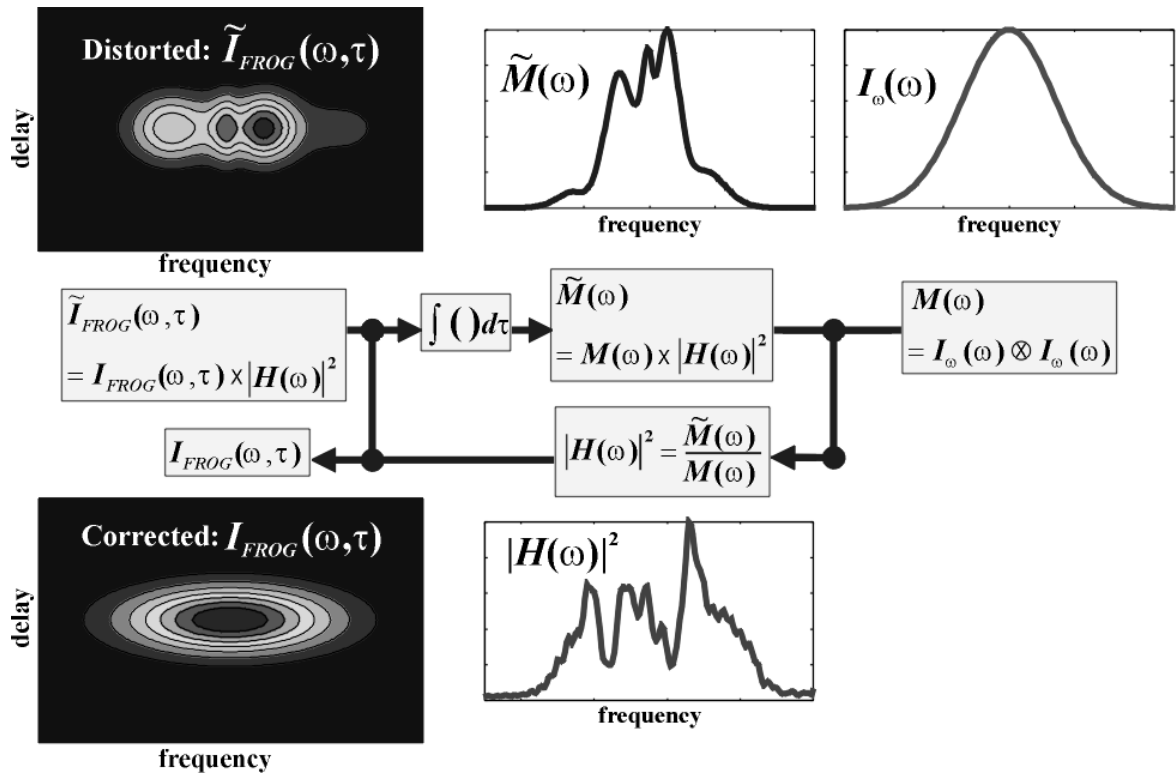 Distorted: Ĩ_FROG(ω,τ)
delay
frequency
M̃(ω)
frequency
I_ω(ω)
frequency
Ĩ_FROG(ω,τ)
= I_FROG(ω,τ) × |H(ω)|²
∫( )dτ
M̃(ω)
= M(ω) × |H(ω)|²
M(ω)
= I_ω(ω) ⊗ I_ω(ω)
I_FROG(ω,τ)
|H(ω)|² = M̃(ω) / M(ω)
Corrected: I_FROG(ω,τ)
delay
frequency
|H(ω)|²
frequency